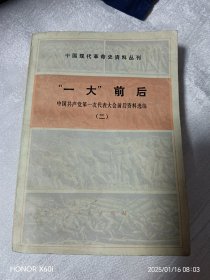 中国现代革命史资料丛刊
“一大”前后
中国共产党第一次代表大会前后资料选编
（二）
HONOR X60i
2025/01/16 08:03